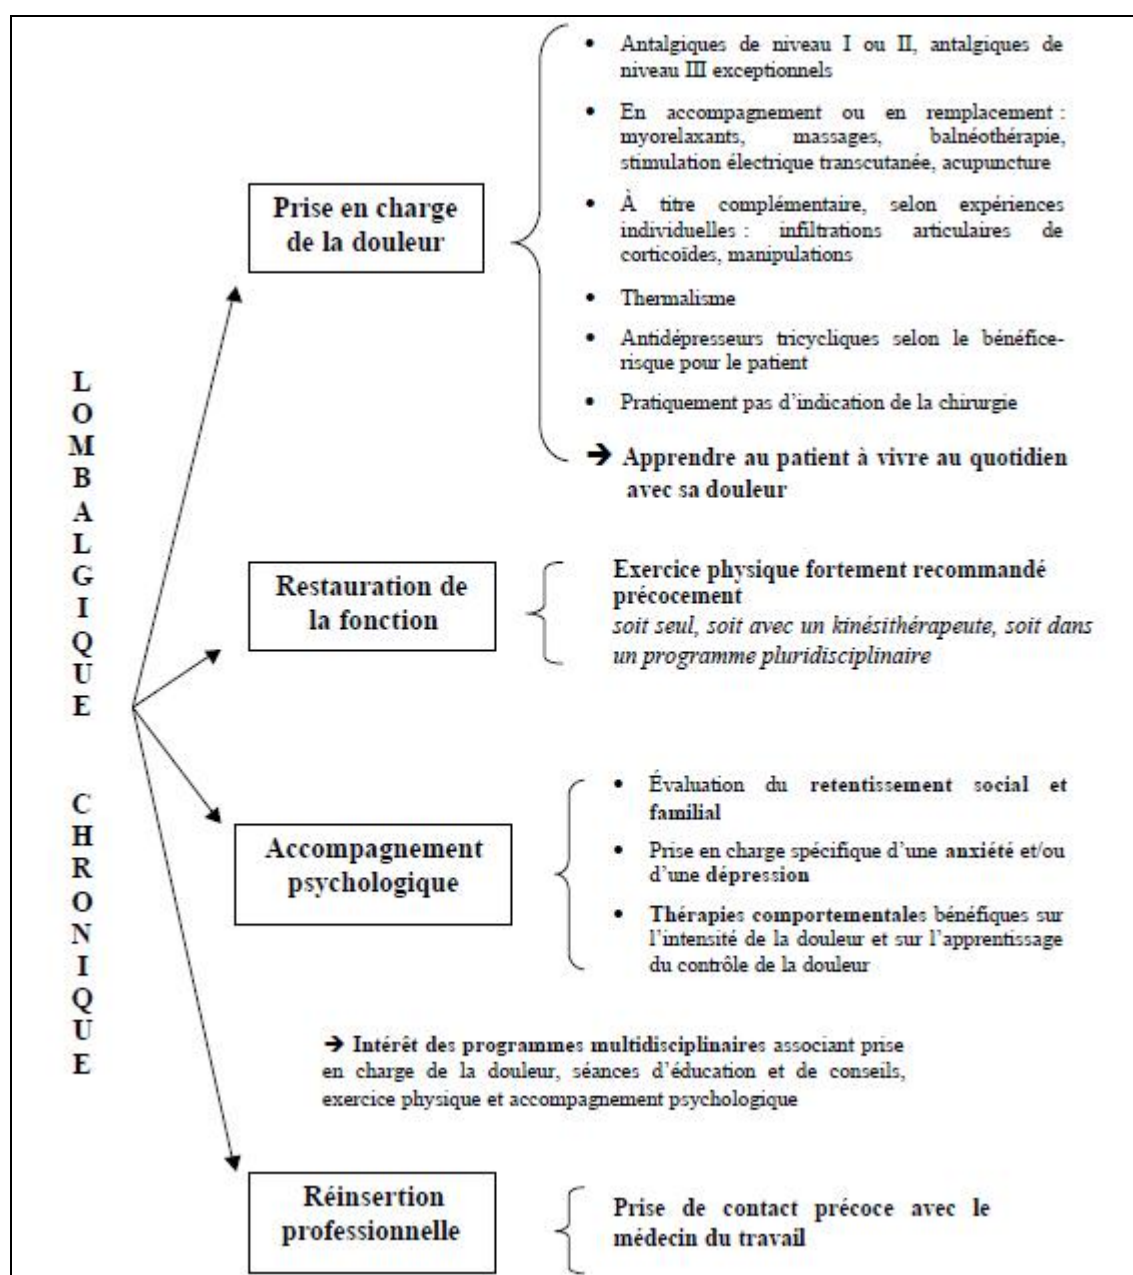 LOMBALGIQUE
CHRONIQUE
Prise en charge
de la douleur
• Antalgiques de niveau I ou II, antalgiques de
niveau III exceptionnels
• En accompagnement ou en remplacement :
myorelaxants, massages, balnéothérapie,
stimulation électrique transcutanée, acupuncture
• À titre complémentaire, selon expériences
individuelles : infiltrations articulaires de
corticoïdes, manipulations
• Thermalisme
• Antidépresseurs tricycliques selon le bénéfice-
risque pour le patient
• Pratiquement pas d’indication de la chirurgie
➔ Apprendre au patient à vivre au quotidien
avec sa douleur
Restauration de
la fonction
Exercice physique fortement recommandé
précocement
soit seul, soit avec un kinésithérapeute, soit dans
un programme pluridisciplinaire
Accompagnement
psychologique
• Évaluation du retentissement social et
familial
• Prise en charge spécifique d’une anxiété et/ou
d’une dépression
• Thérapies comportementales bénéfiques sur
l’intensité de la douleur et sur l’apprentissage
du contrôle de la douleur
➔ Intérêt des programmes multidisciplinaires associant prise
en charge de la douleur, séances d’éducation et de conseils,
exercice physique et accompagnement psychologique
Réinsertion
professionnelle
Prise de contact précoce avec le
médecin du travail